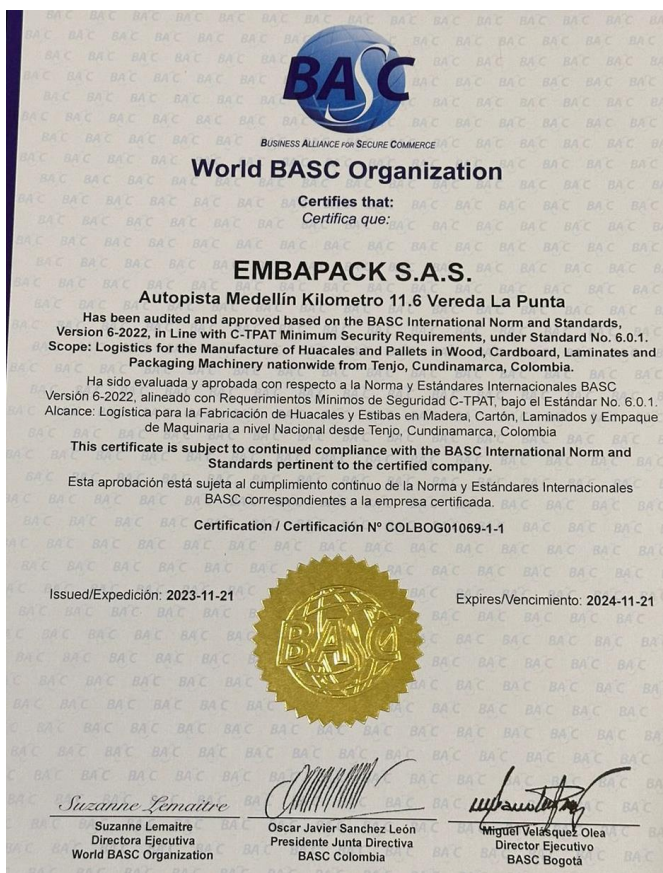 BASC
BUSINESS ALLIANCE FOR SECURE COMMERCE
World BASC Organization
Certifies that:
Certifica que:
EMBAPACK S.A.S.
Autopista Medellín Kilometro 11.6 Vereda La Punta
Has been audited and approved based on the BASC International Norm and Standards,
Version 6-2022, in Line with C-TPAT Minimum Security Requirements, under Standard No. 6.0.1.
Scope: Logistics for the Manufacture of Huacales and Pallets in Wood, Cardboard, Laminates and
Packaging Machinery nationwide from Tenjo, Cundinamarca, Colombia.
Ha sido evaluada y aprobada con respecto a la Norma y Estándares Internacionales BASC
Versión 6-2022, alineado con Requerimientos Mínimos de Seguridad C-TPAT, bajo el Estándar No. 6.0.1.
Alcance: Logística para la Fabricación de Huacales y Estibas en Madera, Cartón, Laminados y Empaque
de Maquinaria a nivel Nacional desde Tenjo, Cundinamarca, Colombia
This certificate is subject to continued compliance with the BASC International Norm and
Standards pertinent to the certified company.
Esta aprobación está sujeta al cumplimiento continuo de la Norma y Estándares Internacionales
BASC correspondientes a la empresa certificada.
Certification / Certificación Nº COLBOG01069-1-1
Issued/Expedición: 2023-11-21
Expires/Vencimiento: 2024-11-21
BASC
Suzanne Lemaitre
Suzanne Lemaitre
Directora Ejecutiva
World BASC Organization
Oscar Javier Sanchez León
Presidente Junta Directiva
BASC Colombia
Miguel Velásquez Olea
Director Ejecutivo
BASC Bogotá